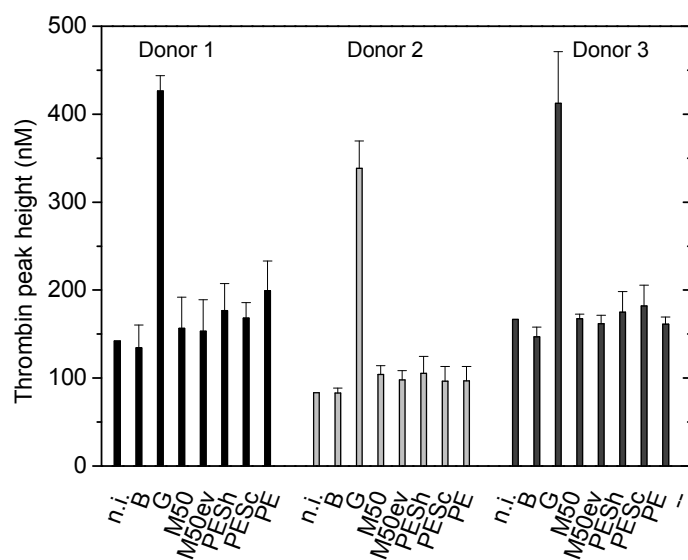 Donor 1 Donor 2 Donor 3
Thrombin peak height (nM)
500
400
300
200
100
0
n.i. B G M50 M50ev PESh PESc PE n.i. B G M50 M50ev PESh PESc PE n.i. B G M50 M50ev PESh PESc PE --